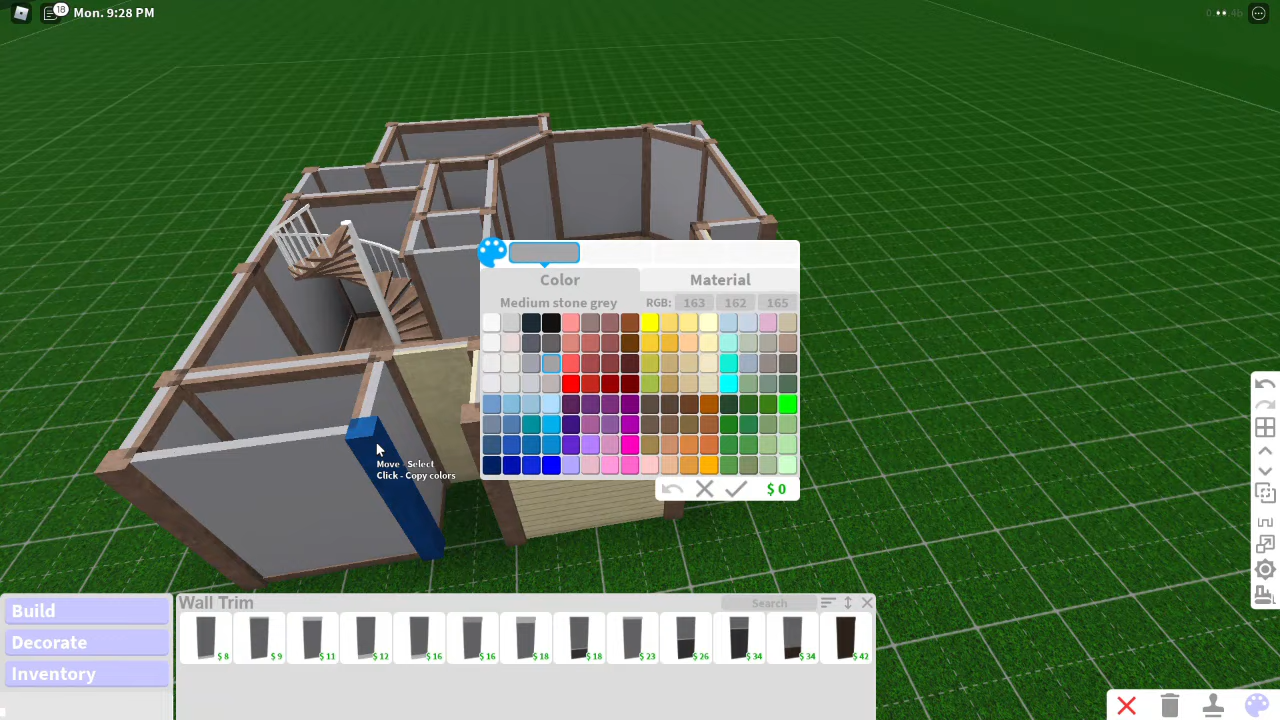 18
Mon. 9:28 PM
Color
Material
Medium stone grey
RGB: 163 162 165
Move - Select
Click - Copy colors
$ 0
Build
Decorate
Inventory
Wall Trim
Search
$ 8
$ 9
$ 11
$ 12
$ 16
$ 16
$ 18
$ 18
$ 23
$ 26
$ 34
$ 34
$ 42